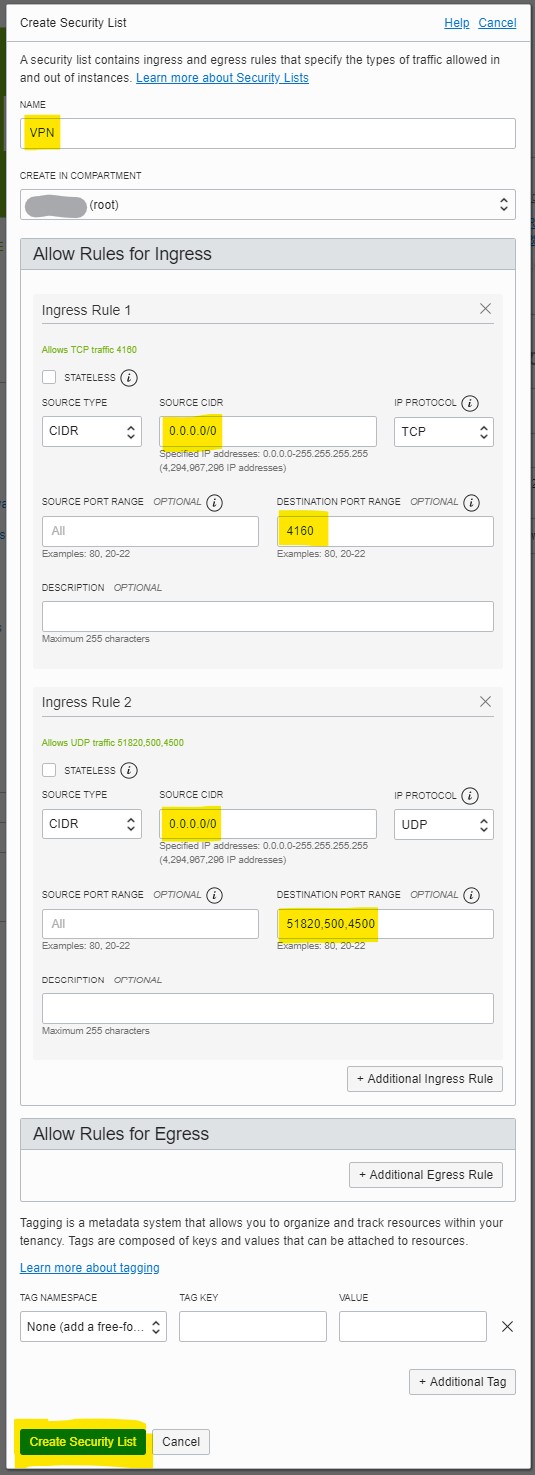 Create Security List
Help Cancel
A security list contains ingress and egress rules that specify the types of traffic allowed in
and out of instances. Learn more about Security Lists
NAME
VPN
CREATE IN COMPARTMENT
(root)
Allow Rules for Ingress
Ingress Rule 1
Allows TCP traffic 4160
STATELESS i
SOURCE TYPE SOURCE CIDR IP PROTOCOL i
CIDR 0.0.0.0/0 TCP
Specified IP addresses: 0.0.0.0-255.255.255.255
(4,294,967,296 IP addresses)
SOURCE PORT RANGE OPTIONAL i DESTINATION PORT RANGE OPTIONAL i
All 4160
Examples: 80, 20-22 Examples: 80, 20-22
DESCRIPTION OPTIONAL
Maximum 255 characters
Ingress Rule 2
Allows UDP traffic 51820,500,4500
STATELESS i
SOURCE TYPE SOURCE CIDR IP PROTOCOL i
CIDR 0.0.0.0/0 UDP
Specified IP addresses: 0.0.0.0-255.255.255.255
(4,294,967,296 IP addresses)
SOURCE PORT RANGE OPTIONAL i DESTINATION PORT RANGE OPTIONAL i
All 51820,500,4500
Examples: 80, 20-22 Examples: 80, 20-22
DESCRIPTION OPTIONAL
Maximum 255 characters
+ Additional Ingress Rule
Allow Rules for Egress
+ Additional Egress Rule
Tagging is a metadata system that allows you to organize and track resources within your
tenancy. Tags are composed of keys and values that can be attached to resources.
Learn more about tagging
TAG NAMESPACE TAG KEY VALUE
None (add a free-fo...
+ Additional Tag
Create Security List Cancel